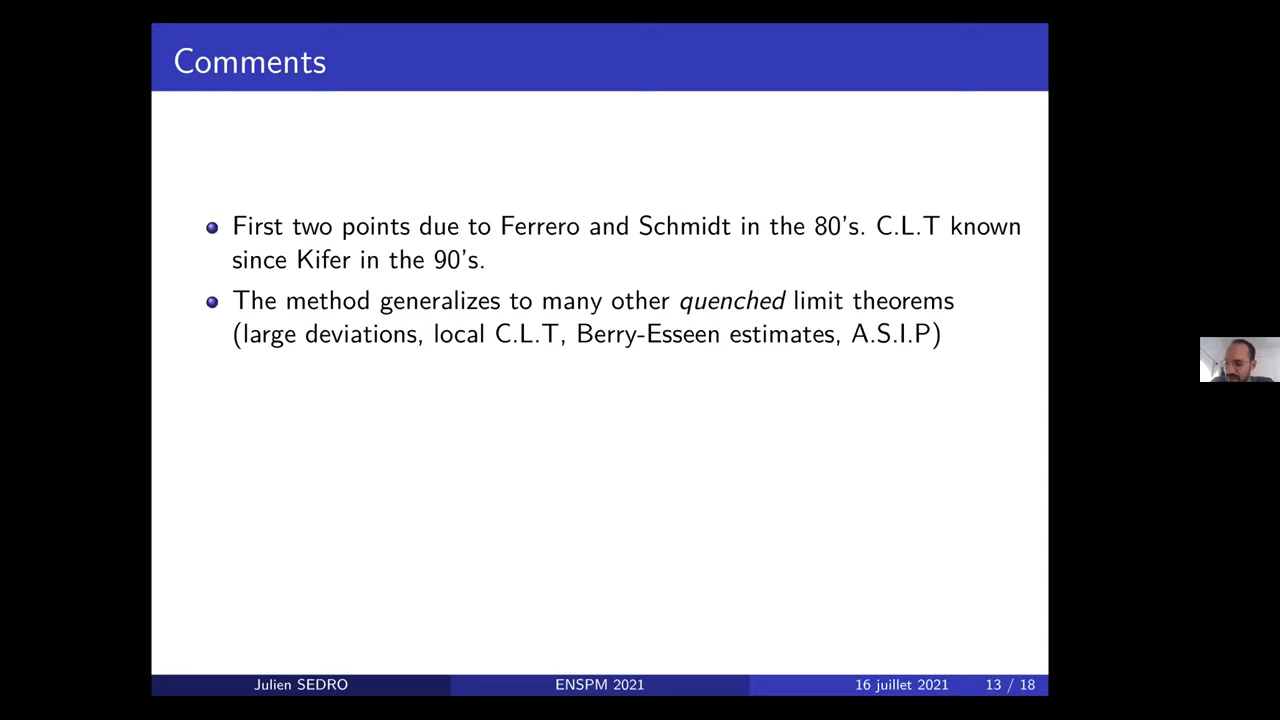 Comments
First two points due to Ferrero and Schmidt in the 80's. C.L.T known
since Kifer in the 90's.
The method generalizes to many other quenched limit theorems
(large deviations, local C.L.T, Berry-Esseen estimates, A.S.I.P)
Julien SEDRO ENSPM 2021 16 juillet 2021 13 / 18